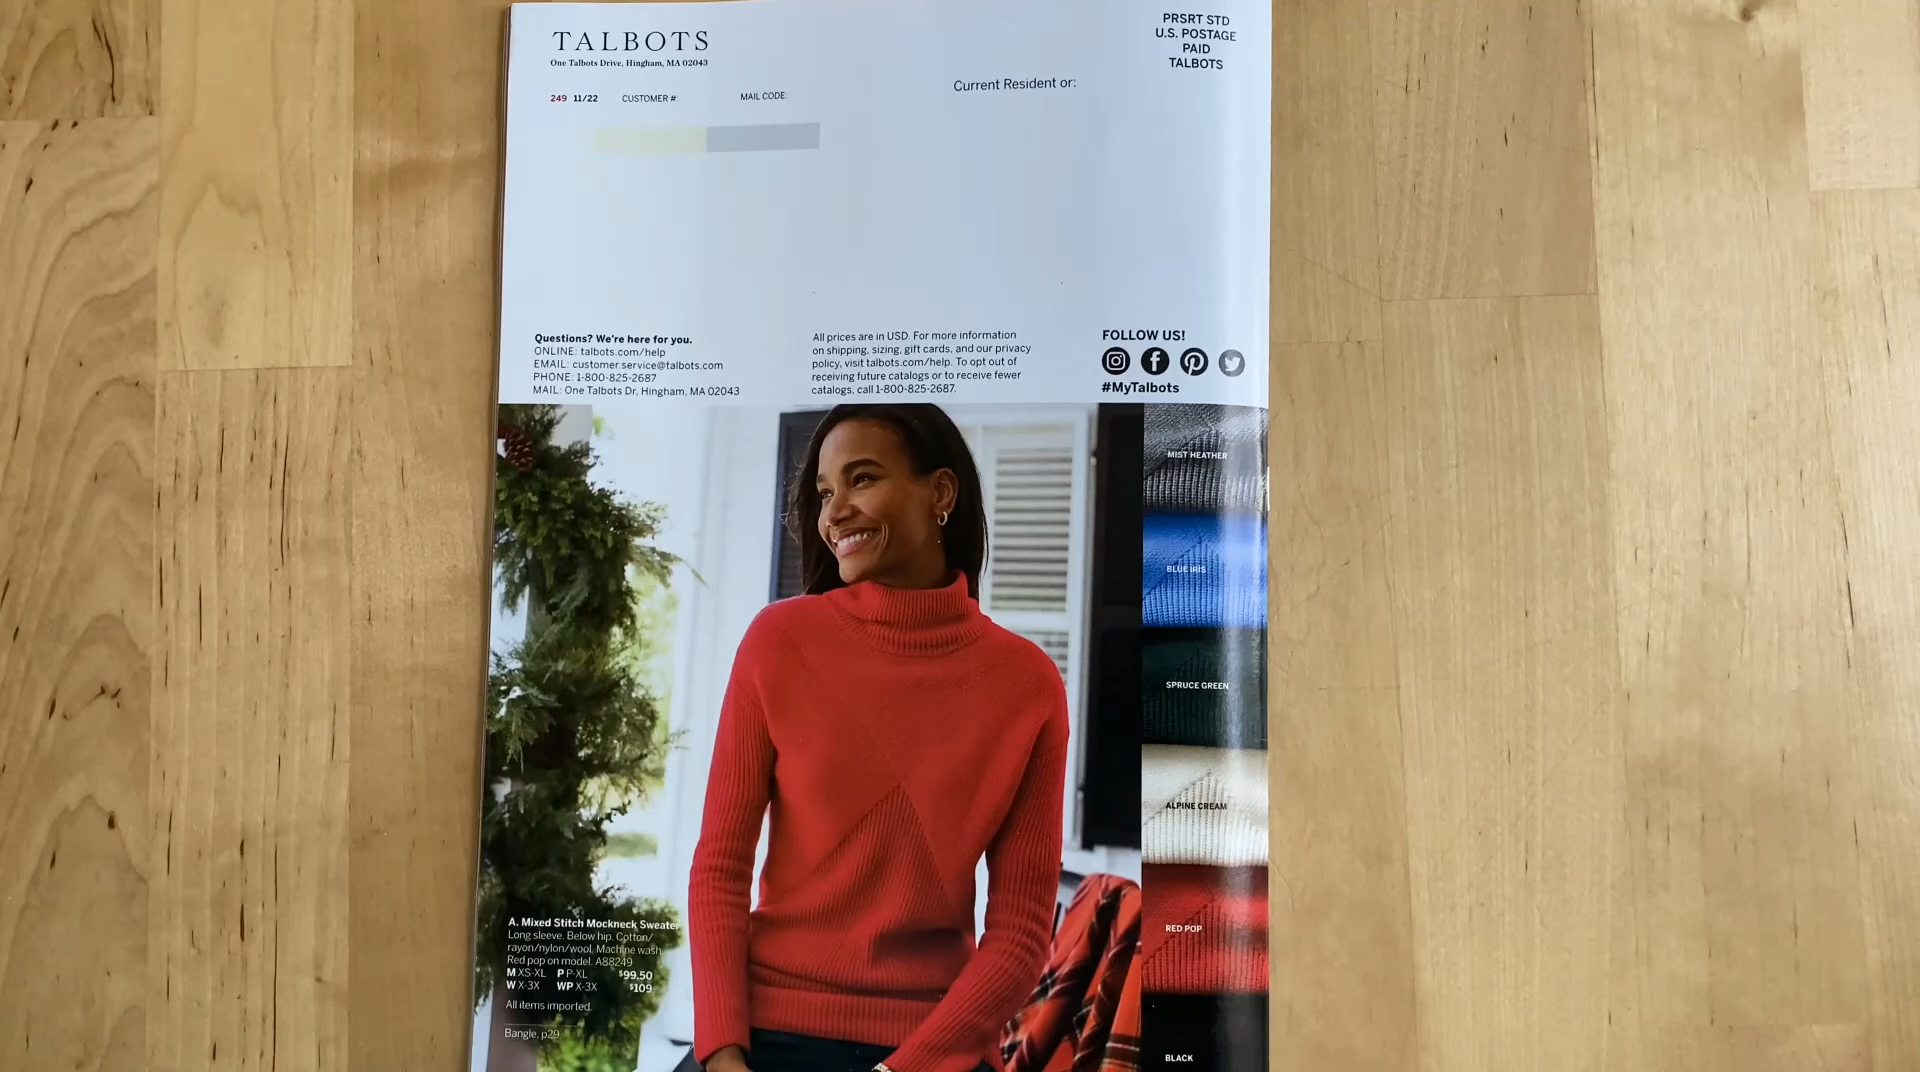 TALBOTS
One Talbots Drive, Hingham, MA 02043
249 11/22 CUSTOMER #: MAIL CODE:
Current Resident or:
PRSRT STD
U.S. POSTAGE
PAID
TALBOTS
Questions? We're here for you.
ONLINE: talbots.com/help
EMAIL: customer.service@talbots.com
PHONE: 1-800-825-2687
MAIL: One Talbots Dr, Hingham, MA 02043
All prices are in USD. For more information
on shipping, sizing, gift cards, and our privacy
policy, visit talbots.com/help. To opt out of
receiving future catalogs or to receive fewer
catalogs, call 1-800-825-2687.
FOLLOW US!
#MyTalbots
MIST HEATHER
BLUE IRIS
SPRUCE GREEN
ALPINE CREAM
RED POP
BLACK
A. Mixed Stitch Mockneck Sweater
Long sleeve. Below hip. Cotton/
rayon/nylon/wool. Machine wash.
Red pop on model. A88249
M XS-XL P P-XL $99.50
W X-3X WP X-3X $109
All items imported.
Bangle, p29